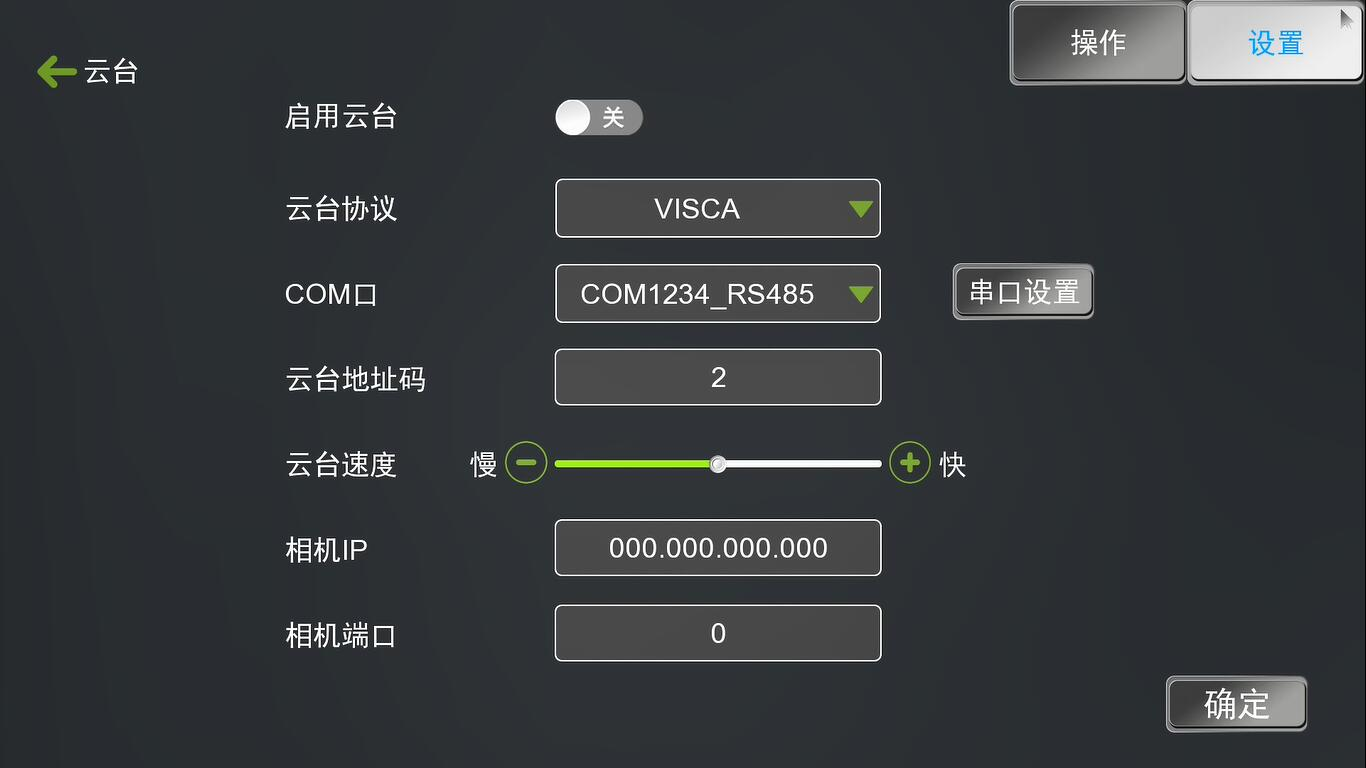 操作 设置
云台
启用云台 关
云台协议 VISCA
COM口 COM1234_RS485 串口设置
云台地址码 2
云台速度 慢 快
相机IP 000.000.000.000
相机端口 0
确定